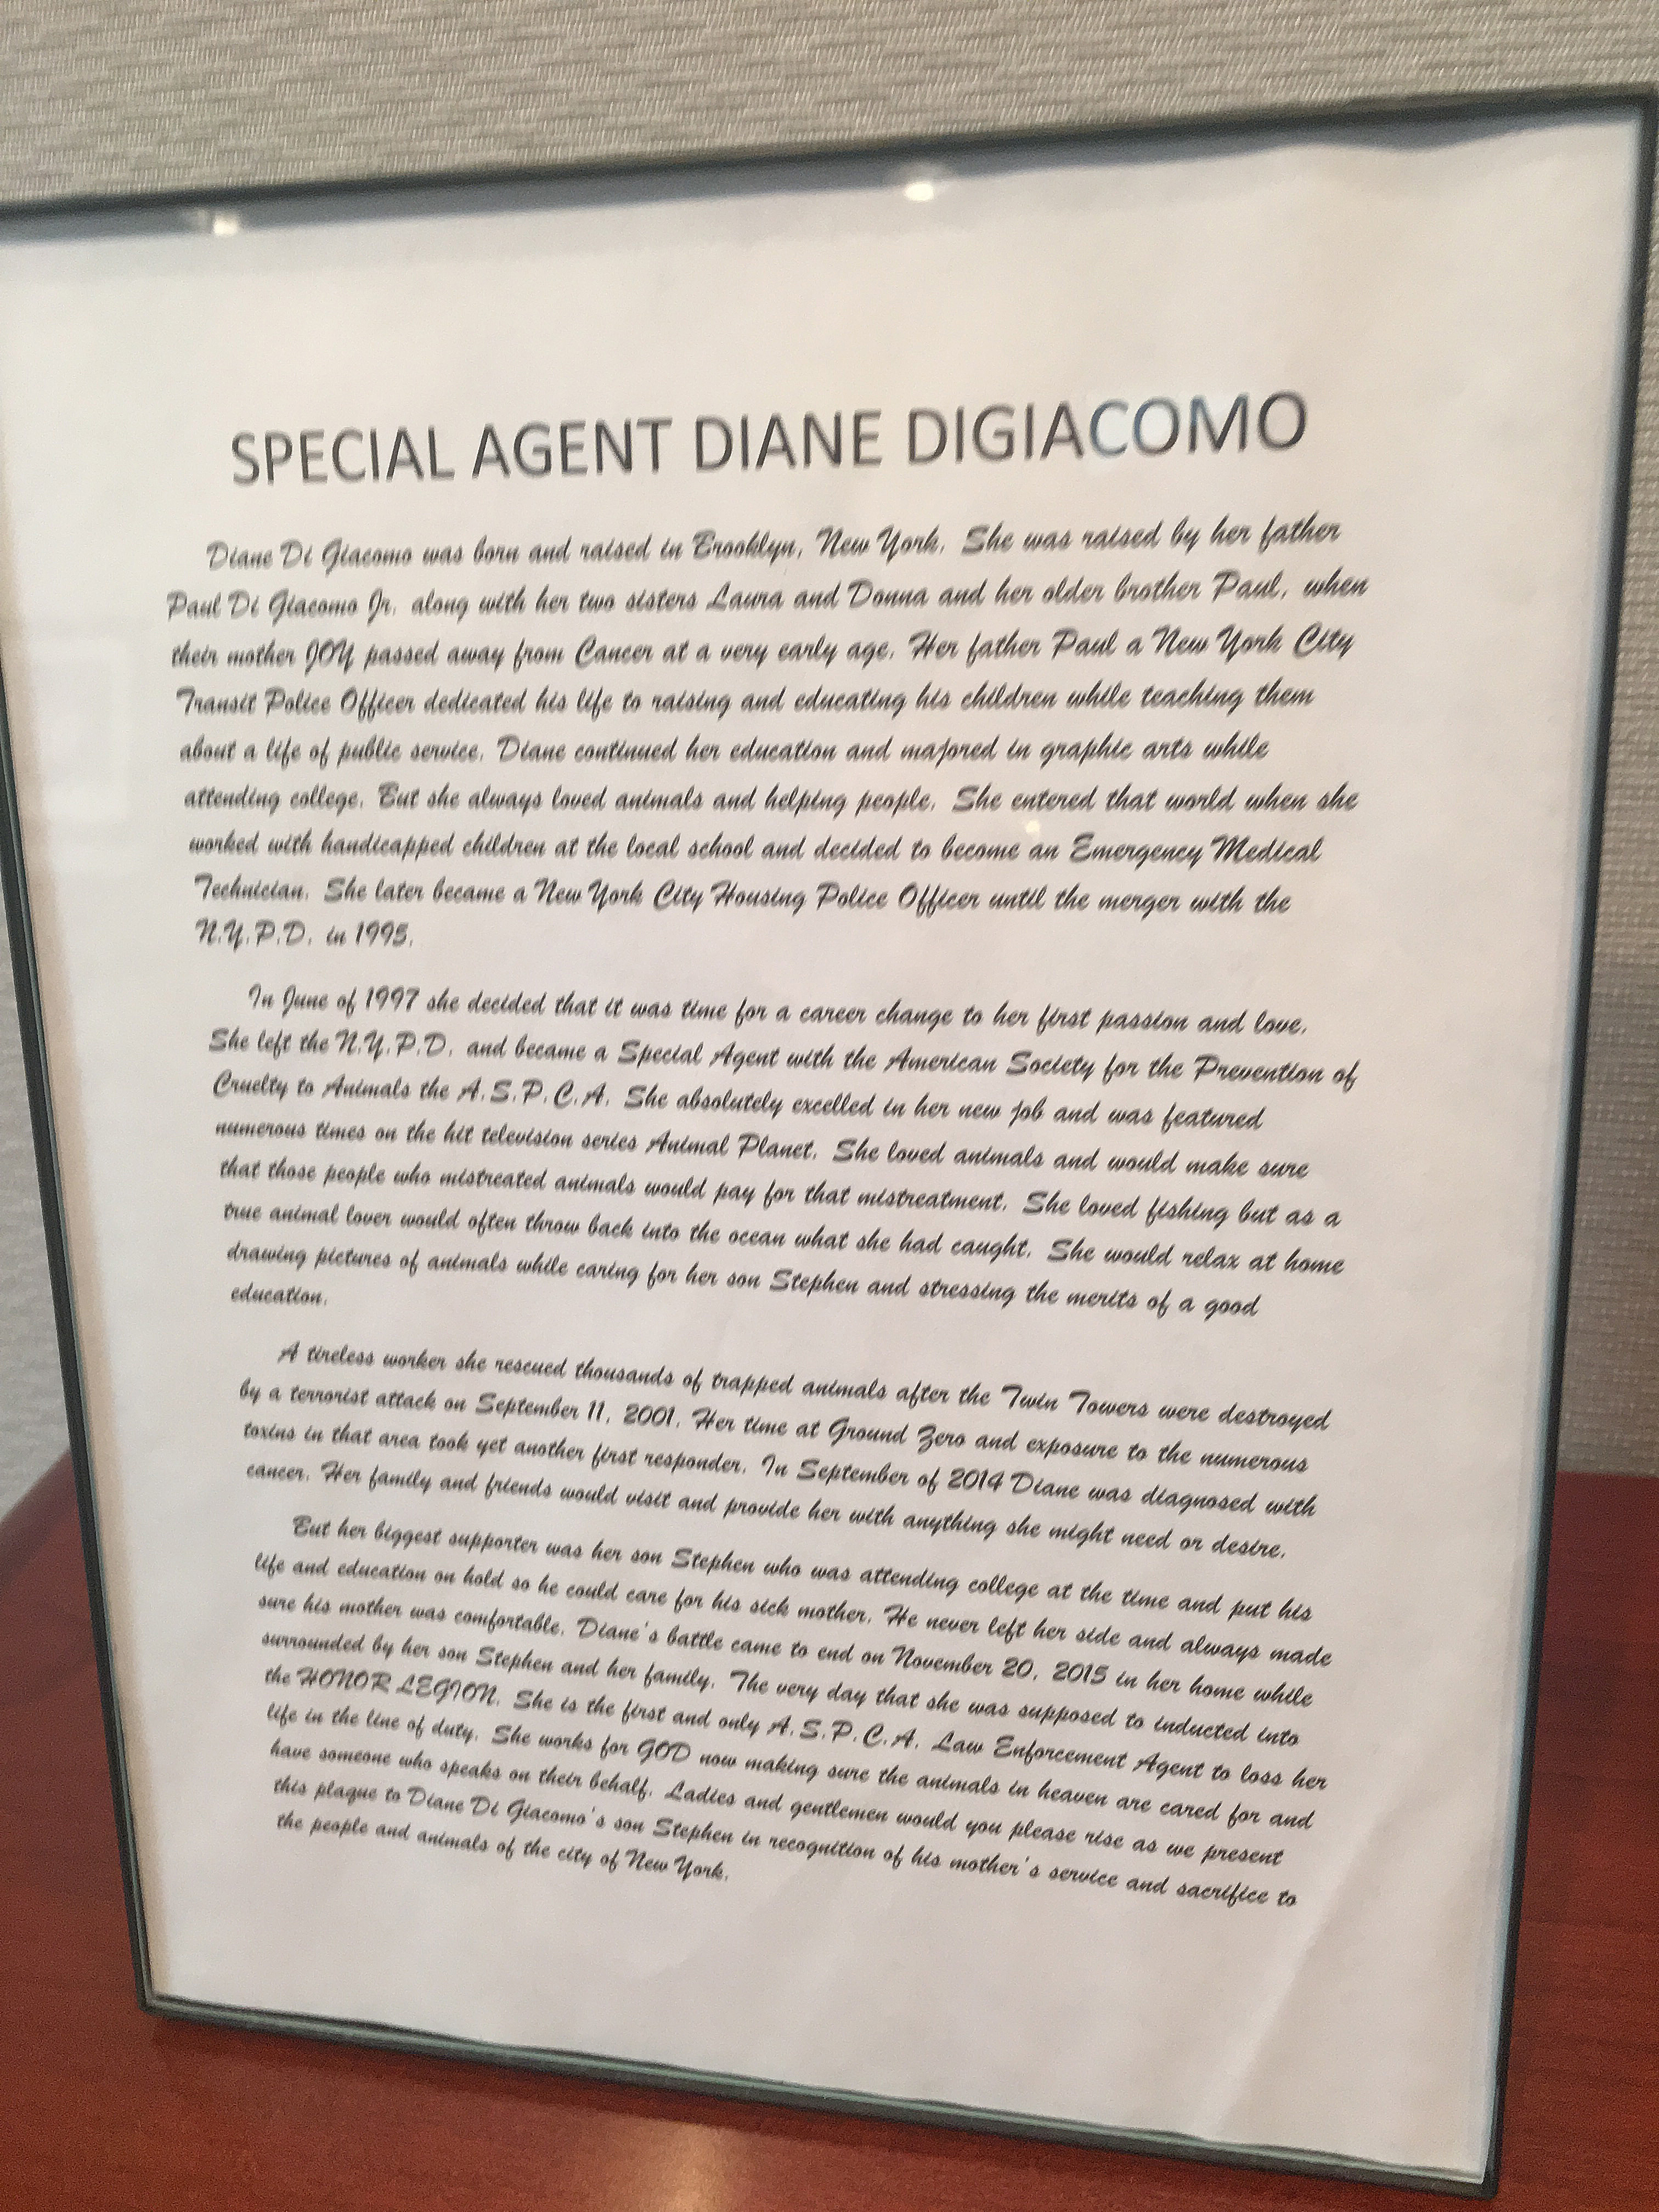 SPECIAL AGENT DIANE DIGIACOMO
Diane Di Giacomo was born and raised in Brooklyn, New York. She was raised by her father
Paul Di Giacomo Jr. along with her two sisters Laura and Donna and her older brother Paul, when
their mother JOY passed away from Cancer at a very early age. Her father Paul a New York City
Transit Police Officer dedicated his life to raising and educating his children while teaching them
about a life of public service. Diane continued her education and majored in graphic arts while
attending college. But she always loved animals and helping people. She entered that world when she
worked with handicapped children at the local school and decided to become an Emergency Medical
Technician. She later became a New York City Housing Police Officer until the merger with the
N.Y.P.D. in 1995.
In June of 1997 she decided that it was time for a career change to her first passion and love.
She left the N.Y.P.D. and became a Special Agent with the American Society for the Prevention of
Cruelty to Animals the A.S.P.C.A. She absolutely excelled in her new job and was featured
numerous times on the hit television series Animal Planet. She loved animals and would make sure
that those people who mistreated animals would pay for that mistreatment. She loved fishing but as a
true animal lover would often throw back into the ocean what she had caught. She would relax at home
drawing pictures of animals while caring for her son Stephen and stressing the merits of a good
education.
A tireless worker she rescued thousands of trapped animals after the Twin Towers were destroyed
by a terrorist attack on September 11, 2001. Her time at Ground Zero and exposure to the numerous
toxins in that area took yet another first responder. In September of 2014 Diane was diagnosed with
cancer. Her family and friends would visit and provide her with anything she might need or desire.
But her biggest supporter was her son Stephen who was attending college at the time and put his
life and education on hold so he could care for his sick mother. He never left her side and always made
sure his mother was comfortable. Diane's battle came to end on November 20, 2015 in her home while
surrounded by her son Stephen and her family. The very day that she was supposed to inducted into
the HONOR LEGION. She is the first and only A.S.P.C.A. Law Enforcement Agent to loss her
life in the line of duty. She works for GOD now making sure the animals in heaven are cared for and
have someone who speaks on their behalf. Ladies and gentlemen would you please rise as we present
this plaque to Diane Di Giacomo's son Stephen in recognition of his mother's service and sacrifice to
the people and animals of the city of New York.